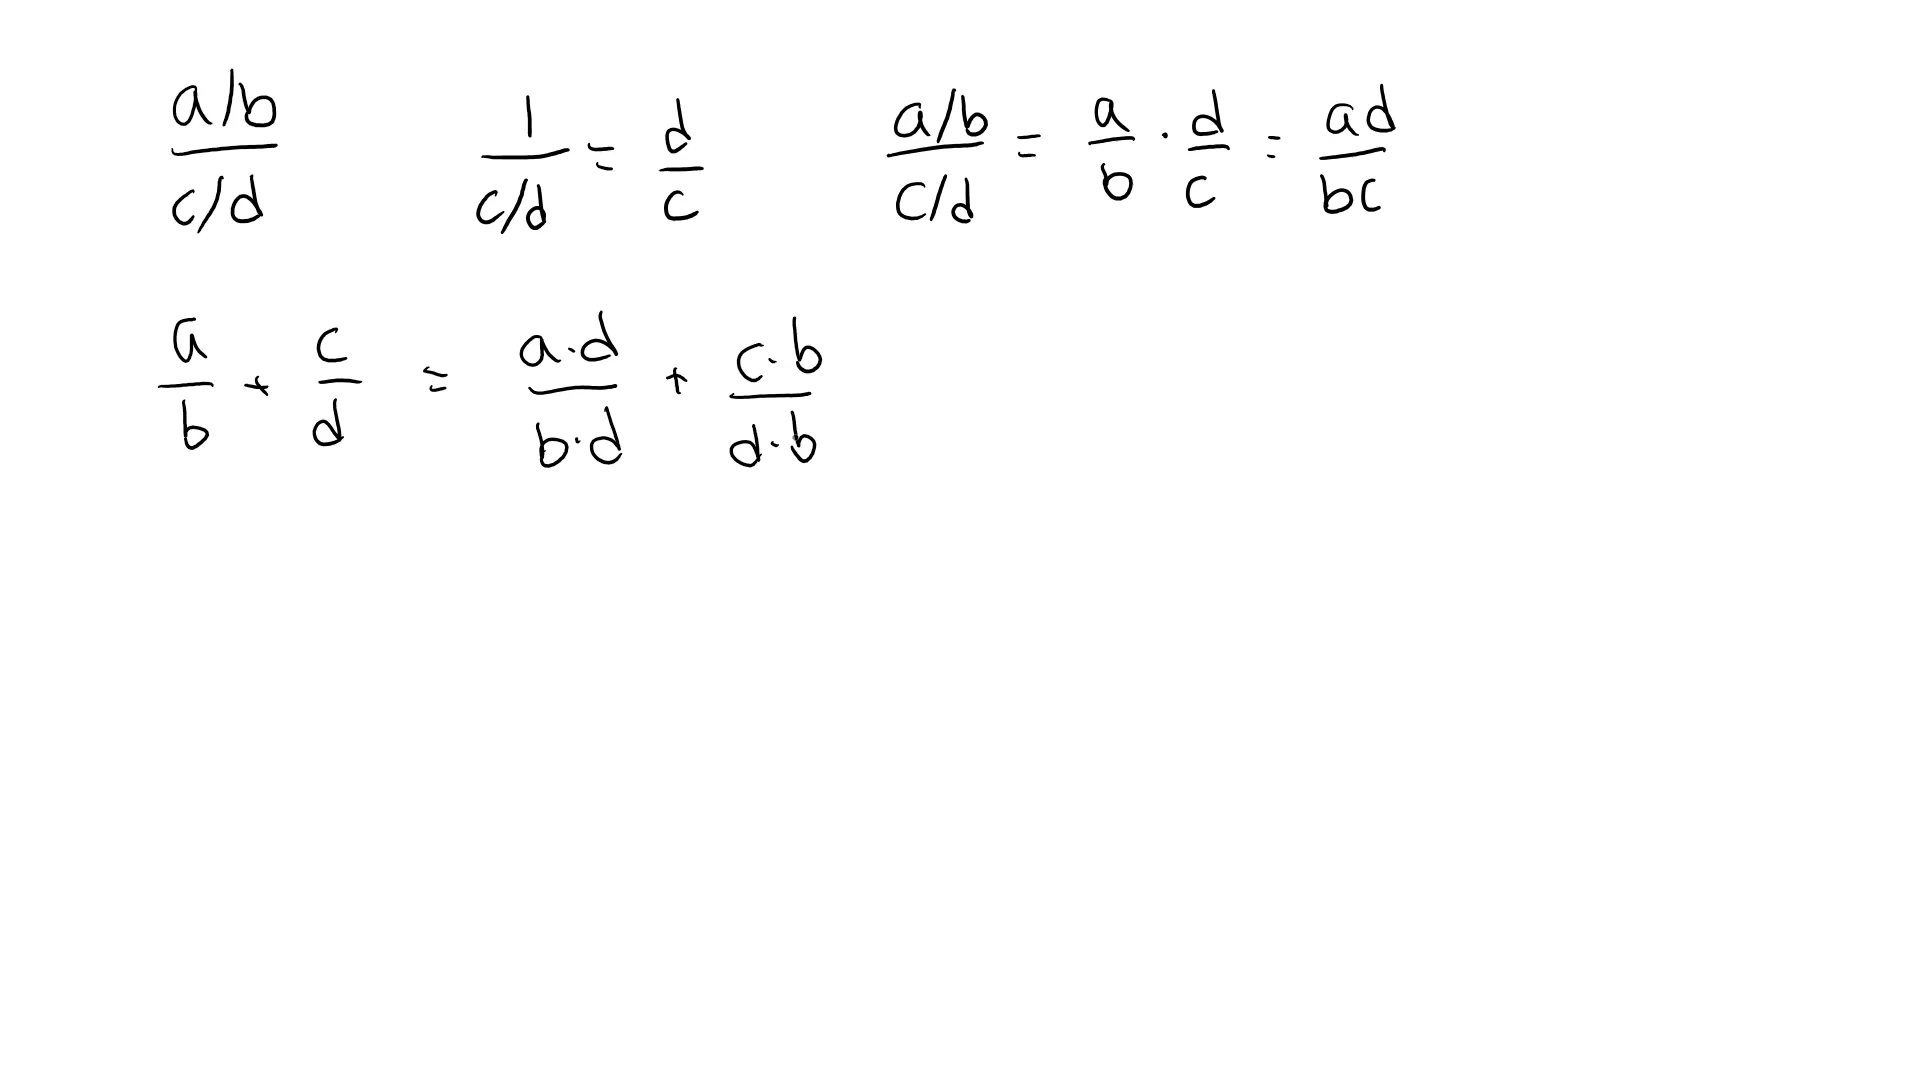 (a/b)/(c/d)    1/(c/d) = d/c    (a/b)/(c/d) = a/b · d/c = ad/bc
a/b + c/d = a·d/b·d + c·b/d·b